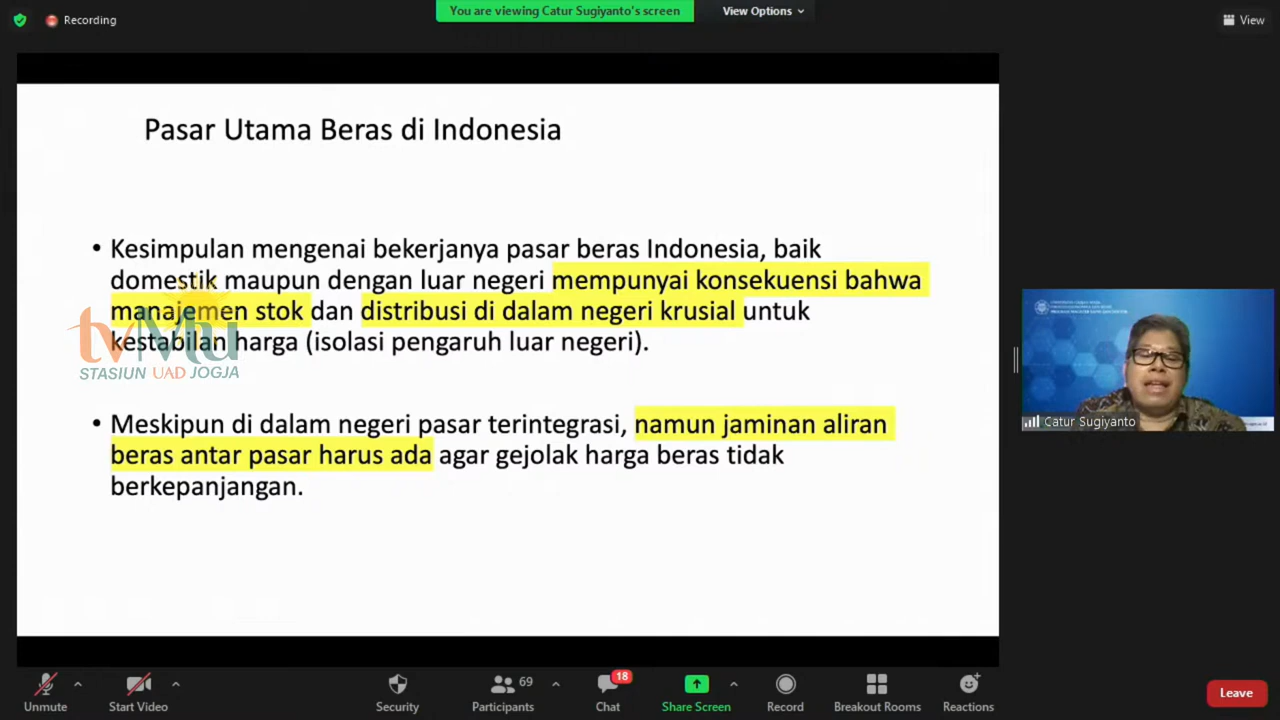 Recording
You are viewing Catur Sugiyanto's screen
View Options
View
Pasar Utama Beras di Indonesia
• Kesimpulan mengenai bekerjanya pasar beras Indonesia, baik
domestik maupun dengan luar negeri mempunyai konsekuensi bahwa
manajemen stok dan distribusi di dalam negeri krusial untuk
kestabilan harga (isolasi pengaruh luar negeri).
tvMu
STASIUN UAD JOGJA
• Meskipun di dalam negeri pasar terintegrasi, namun jaminan aliran
beras antar pasar harus ada agar gejolak harga beras tidak
berkepanjangan.
Catur Sugiyanto
Unmute
Start Video
Security
69
Participants
18
Chat
Share Screen
Record
Breakout Rooms
Reactions
Leave